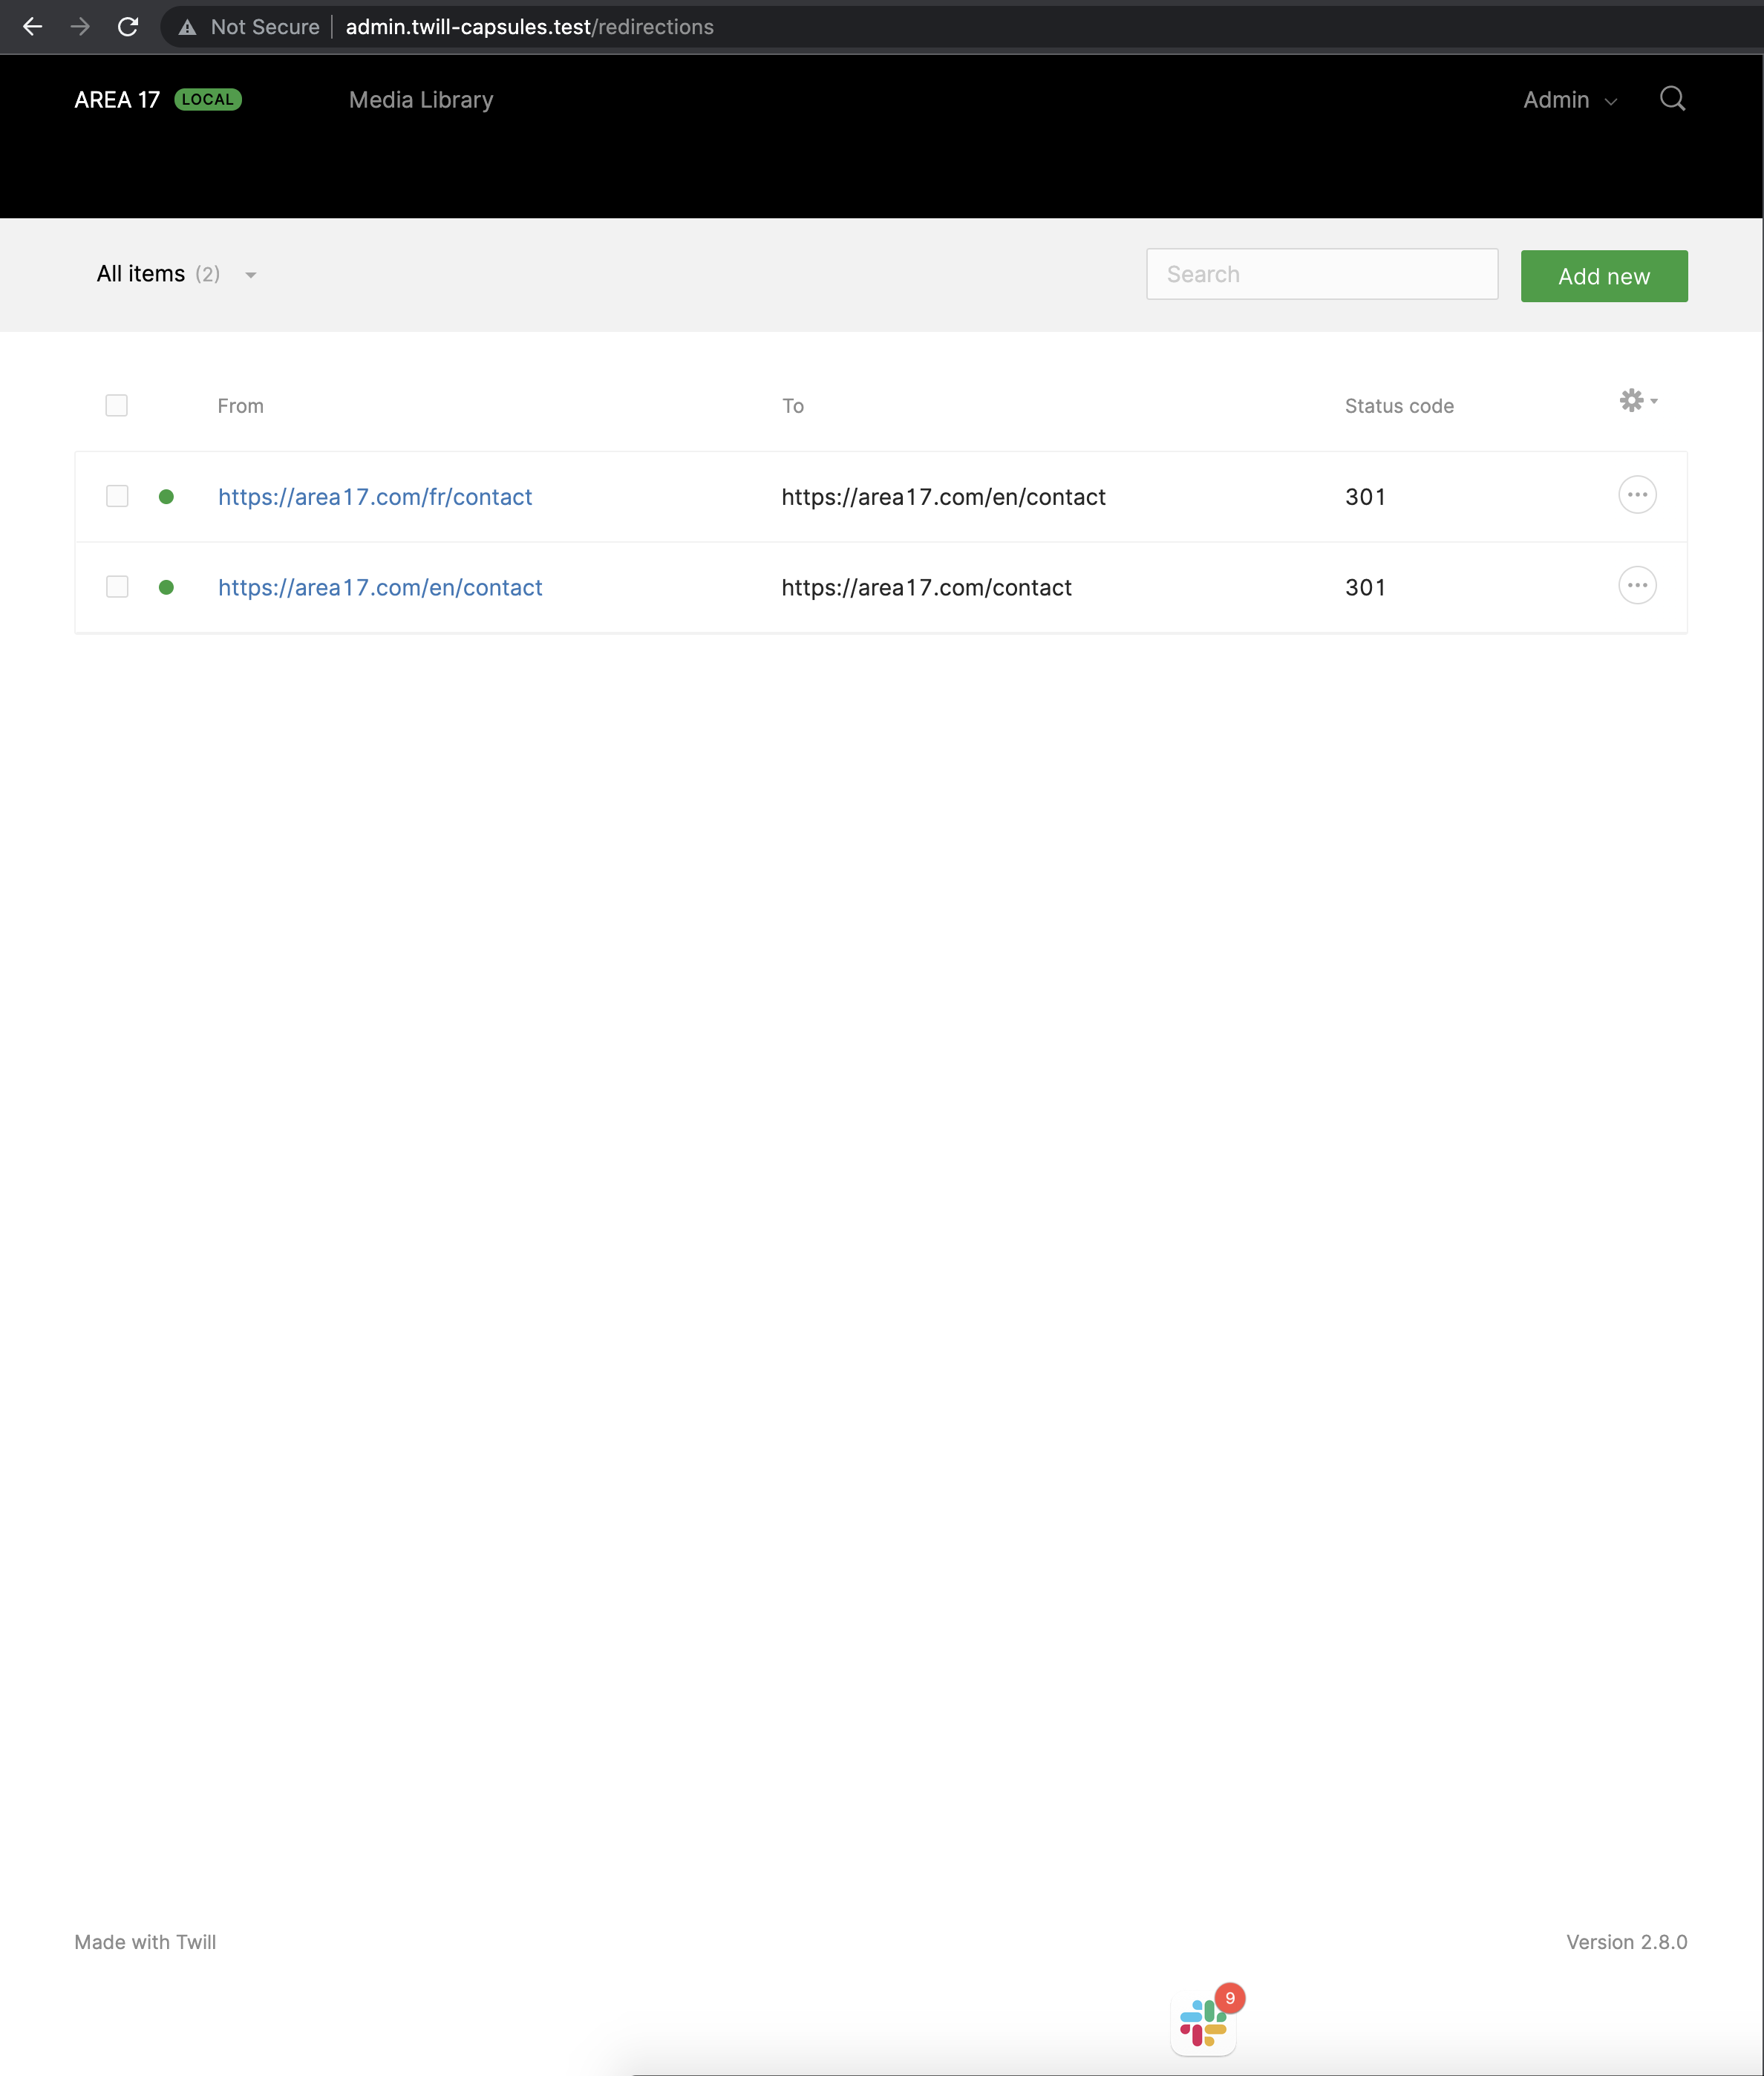 Not Secure admin.twill-capsules.test/redirections
AREA 17 LOCAL Media Library Admin
All items (2) Search Add new
From To Status code
https://area17.com/fr/contact https://area17.com/en/contact 301
https://area17.com/en/contact https://area17.com/contact 301
Made with Twill Version 2.8.0
9